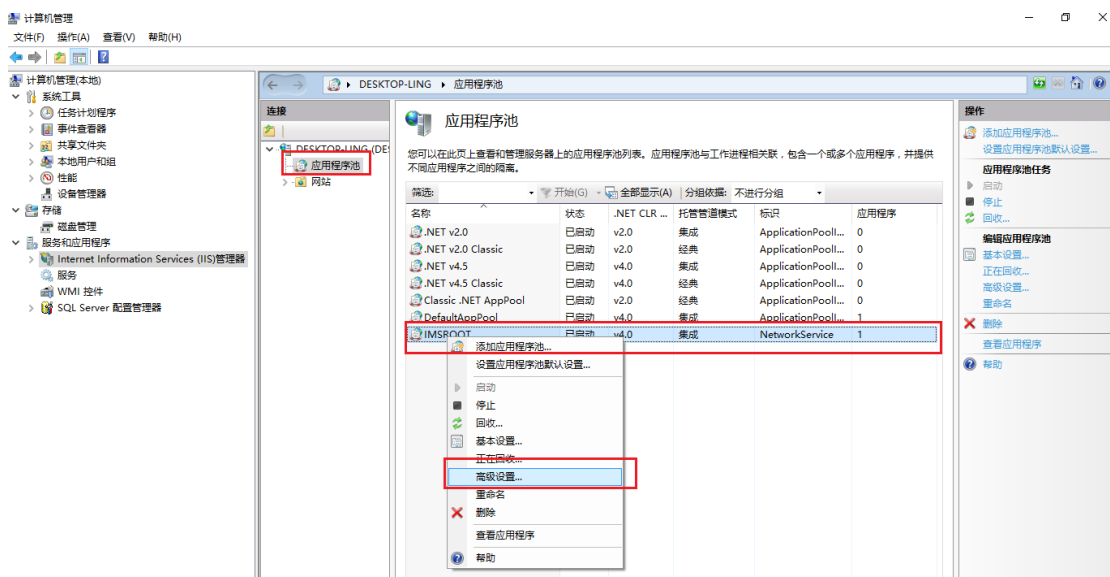 计算机管理
文件(F) 操作(A) 查看(V) 帮助(H)
计算机管理(本地)
系统工具
任务计划程序
事件查看器
共享文件夹
本地用户和组
性能
设备管理器
存储
磁盘管理
服务和应用程序
Internet Information Services (IIS)管理器
服务
WMI 控件
SQL Server 配置管理器
DESKTOP-LING 应用程序池
连接
DESKTOP-LING (DE
应用程序池
网站
应用程序池
您可以在此页上查看和管理服务器上的应用程序池列表。应用程序池与工作进程相关联，包含一个或多个应用程序，并提供
不同应用程序之间的隔离。
筛选: 开始(G) 全部显示(A) 分组依据: 不进行分组
名称 状态 .NET CLR ... 托管管道模式 标识 应用程序
.NET v2.0 已启动 v2.0 集成 ApplicationPoolI... 0
.NET v2.0 Classic 已启动 v2.0 经典 ApplicationPoolI... 0
.NET v4.5 已启动 v4.0 集成 ApplicationPoolI... 0
.NET v4.5 Classic 已启动 v4.0 经典 ApplicationPoolI... 0
Classic .NET AppPool 已启动 v2.0 经典 ApplicationPoolI... 0
DefaultAppPool 已启动 v4.0 集成 ApplicationPoolI... 1
IMSROOT 已启动 v4.0 集成 NetworkService 1
添加应用程序池...
设置应用程序池默认设置...
启动
停止
回收...
基本设置...
正在回收...
高级设置...
重命名
删除
查看应用程序
帮助
操作
添加应用程序池...
设置应用程序池默认设置...
应用程序池任务
启动
停止
回收...
编辑应用程序池
基本设置...
正在回收...
高级设置...
重命名
删除
查看应用程序
帮助